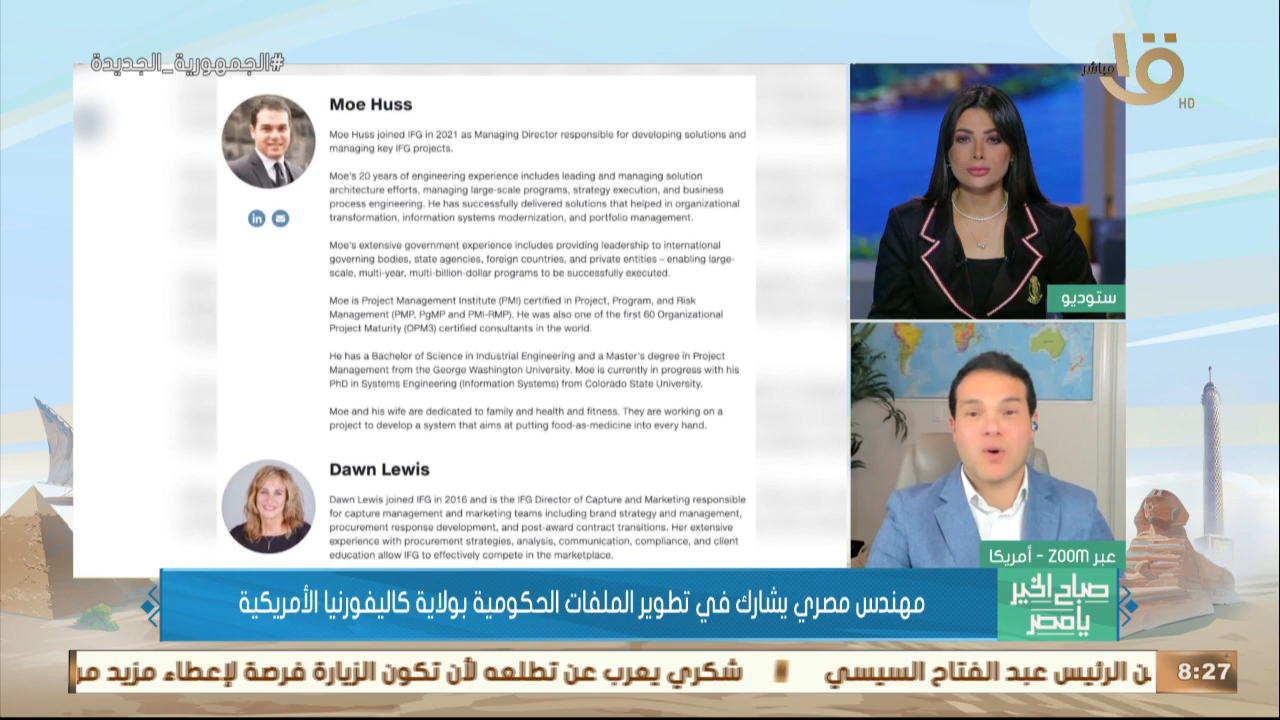 #الجمهورية_الجديدة
مباشر
HD
Moe Huss
Moe Huss joined IFG in 2021 as Managing Director responsible for developing solutions and
managing key IFG projects.
Moe's 20 years of engineering experience includes leading and managing solution
architecture efforts, managing large-scale programs, strategy execution, and business
process engineering. He has successfully delivered solutions that helped in organizational
transformation, information systems modernization, and portfolio management.
Moe's extensive government experience includes providing leadership to international
governing bodies, state agencies, foreign countries, and private entities – enabling large-
scale, multi-year, multi-billion-dollar programs to be successfully executed.
Moe is Project Management Institute (PMI) certified in Project, Program, and Risk
Management (PMP, PgMP and PMI-RMP). He was also one of the first 60 Organizational
Project Maturity (OPM3) certified consultants in the world.
He has a Bachelor of Science in Industrial Engineering and a Master's degree in Project
Management from the George Washington University. Moe is currently in progress with his
PhD in Systems Engineering (Information Systems) from Colorado State University.
Moe and his wife are dedicated to family and health and fitness. They are working on a
project to develop a system that aims at putting food-as-medicine into every hand.
in
Dawn Lewis
Dawn Lewis joined IFG in 2016 and is the IFG Director of Capture and Marketing responsible
for capture management and marketing teams including brand strategy and management,
procurement response development, and post-award contract transitions. Her extensive
experience with procurement strategies, analysis, communication, compliance, and client
education allow IFG to effectively compete in the marketplace.
ستوديو
عبر ZOOM - أمريكا
صباح الخير
يا مصر
مهندس مصري يشارك في تطوير الملفات الحكومية بولاية كاليفورنيا الأمريكية
ن الرئيس عبد الفتاح السيسي
شكري يعرب عن تطلعه لأن تكون الزيارة فرصة لإعطاء مزيد مر
8:27